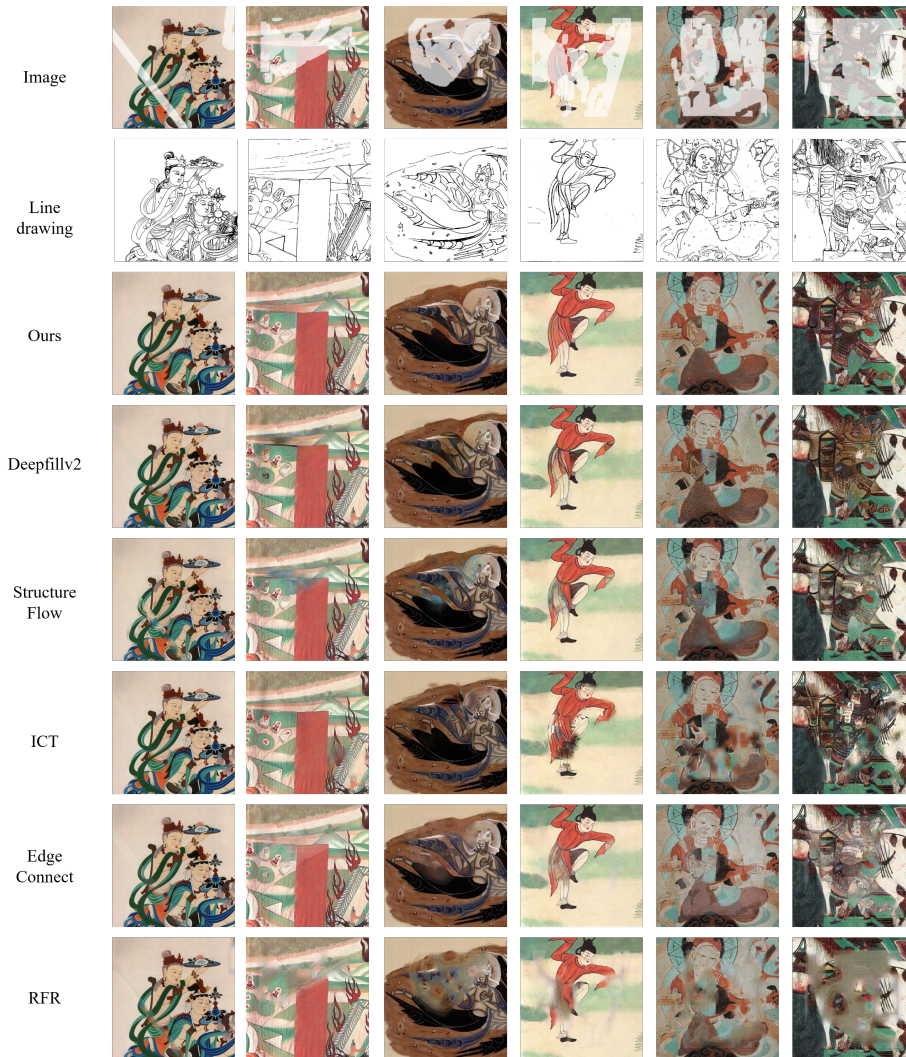 Image
Line
drawing
Ours
Deepfillv2
Structure
Flow
ICT
Edge
Connect
RFR